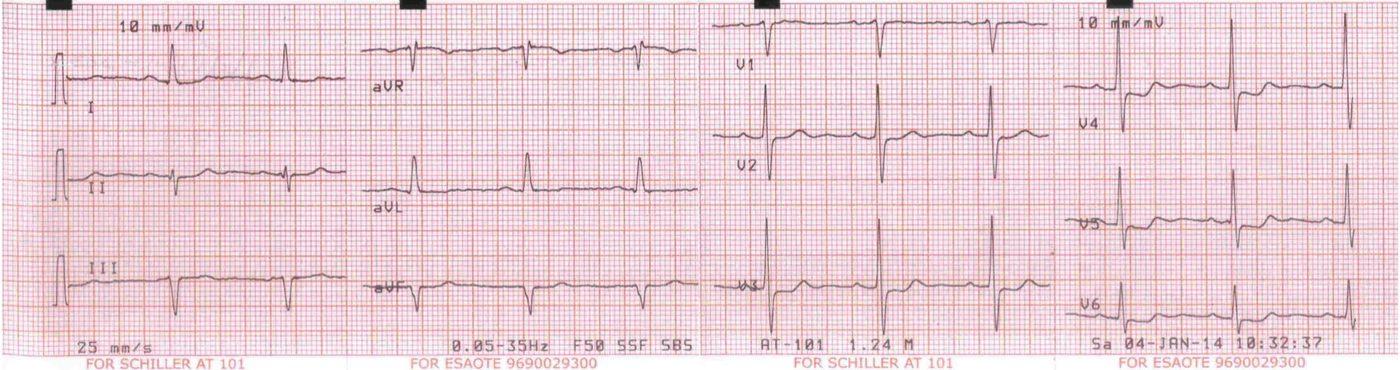 10 mm/mV
I
II
III
aVR
aVL
aVF
V1
V2
V3
10 mm/mV
V4
V5
V6
25 mm/s
0.05-35Hz F50 SSF SBS
AT-101 1.24 M
Sa 04-JAN-14 10:32:37
FOR SCHILLER AT 101
FOR ESAOTE 9690029300
FOR SCHILLER AT 101
FOR ESAOTE 9690029300